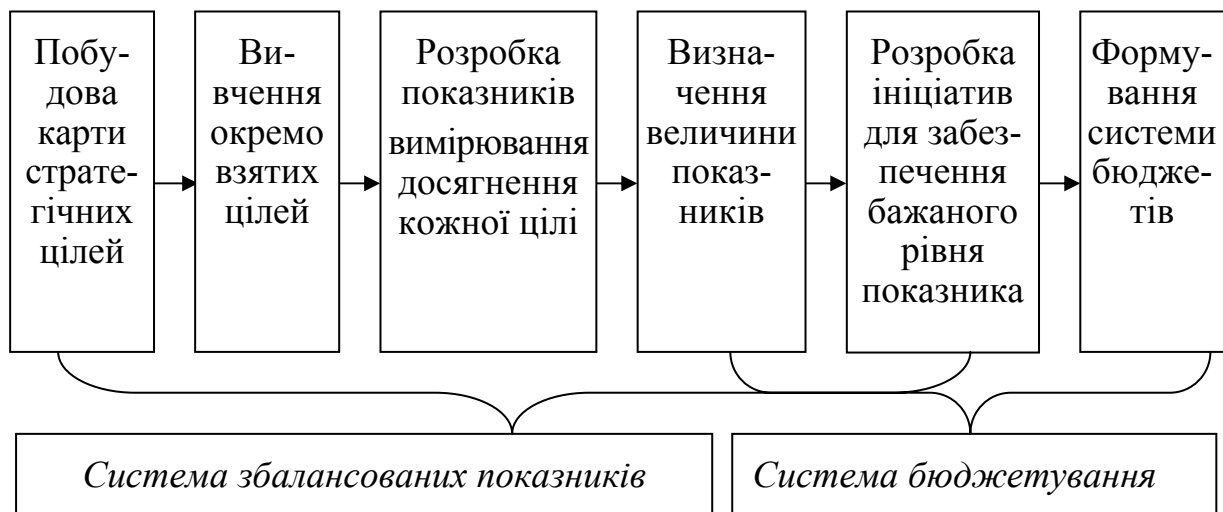 Побу-
дова
карти
страте-
гічних
цілей
Ви-
вчення
окремо
взятих
цілей
Розробка
показників
вимірювання
досягнення
кожної цілі
Визна-
чення
величини
показ-
ників
Розробка
ініціатив
для забез-
печення
бажаного
рівня
показника
Форму-
вання
системи
бюдже-
тів
Система збалансованих показників
Система бюджетування